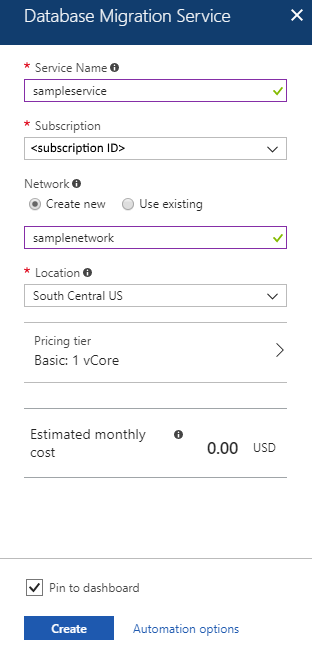 Database Migration Service
* Service Name
sampleservice
* Subscription
<subscription ID>
Network
Create new Use existing
samplenetwork
* Location
South Central US
Pricing tier
Basic: 1 vCore
Estimated monthly
cost
0.00 USD
Pin to dashboard
Create Automation options